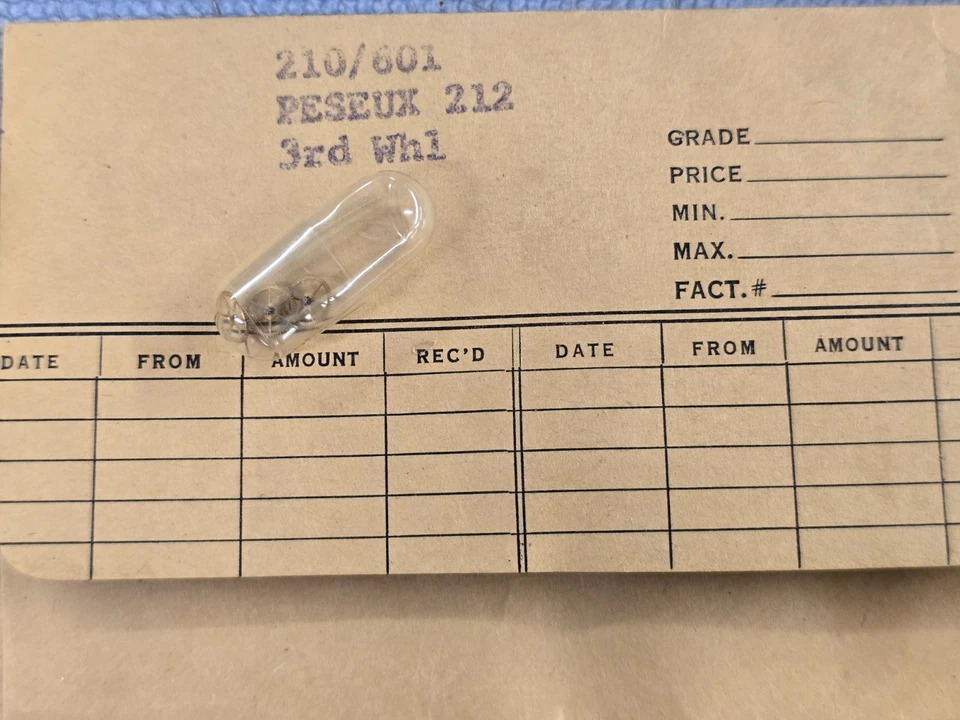 210/601
PESEUX 212
3rd Whl
GRADE
PRICE
MIN.
MAX.
FACT.#
DATE FROM AMOUNT REC'D DATE FROM AMOUNT